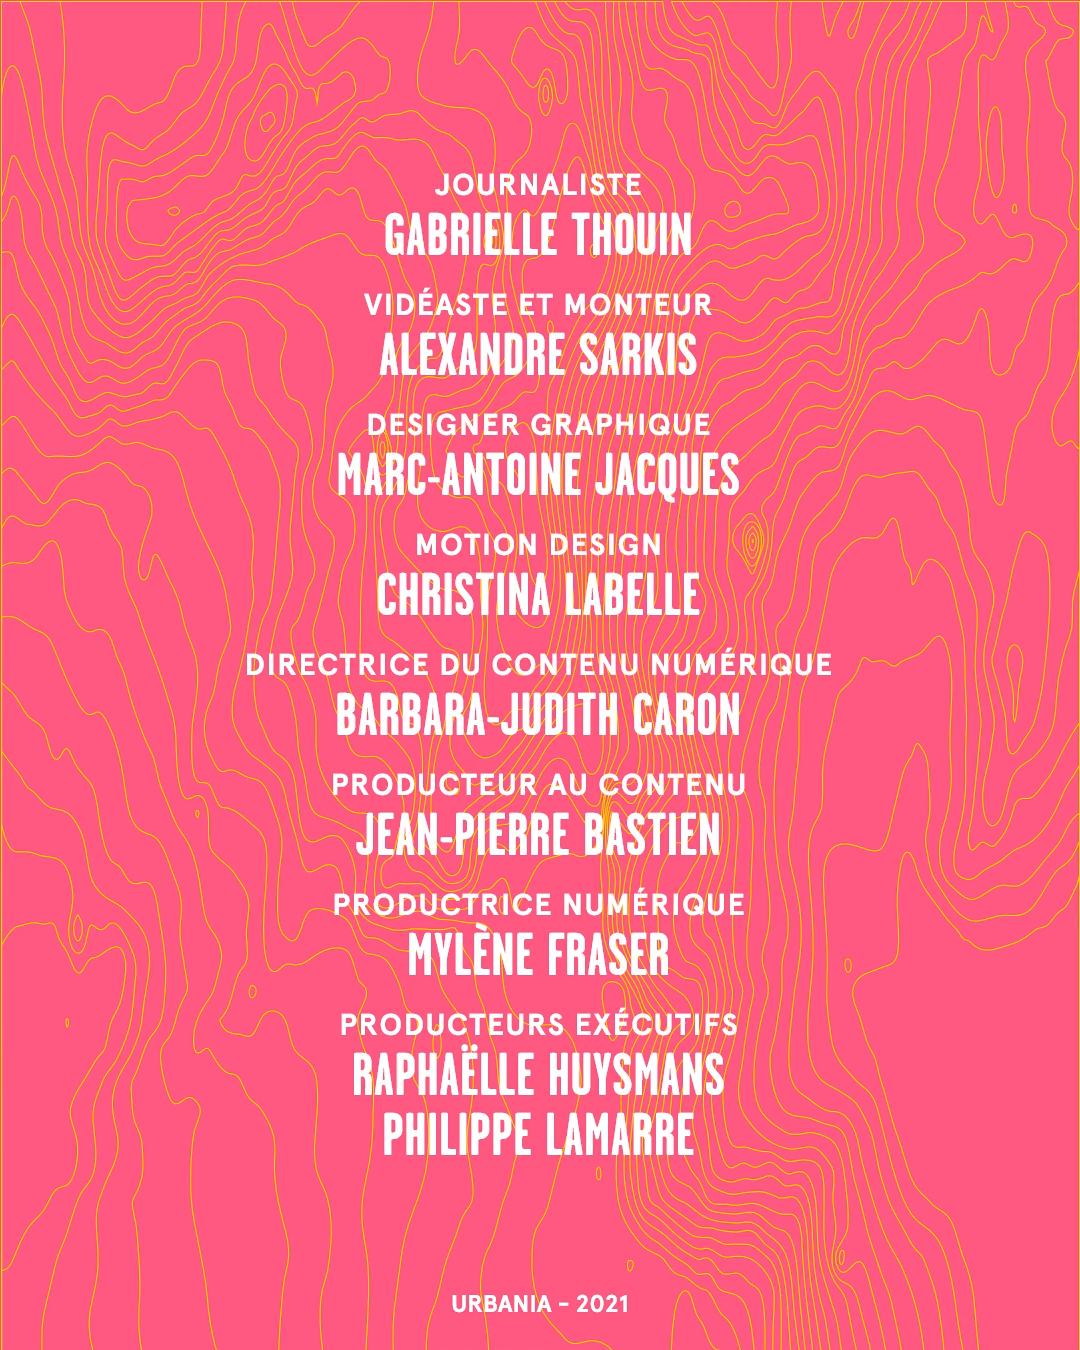 JOURNALISTE
GABRIELLE THOUIN
VIDÉASTE ET MONTEUR
ALEXANDRE SARKIS
DESIGNER GRAPHIQUE
MARC-ANTOINE JACQUES
MOTION DESIGN
CHRISTINA LABELLE
DIRECTRICE DU CONTENU NUMÉRIQUE
BARBARA-JUDITH CARON
PRODUCTEUR AU CONTENU
JEAN-PIERRE BASTIEN
PRODUCTRICE NUMÉRIQUE
MYLÈNE FRASER
PRODUCTEURS EXÉCUTIFS
RAPHAËLLE HUYSMANS
PHILIPPE LAMARRE
URBANIA – 2021